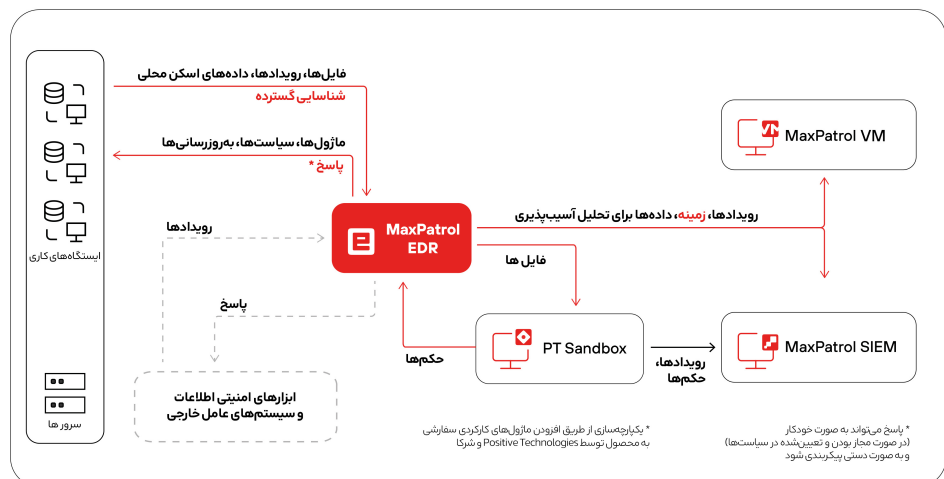 فایل‌ها، رویدادها، داده‌های اسکن محلی
شناسایی گسترده
ماژول‌ها، سیاست‌ها، به‌روزرسانی‌ها
پاسخ *
ایستگاه‌های کاری
سرور ها
رویدادها
پاسخ
ابزارهای امنیتی اطلاعات
و سیستم‌های عامل خارجی
MaxPatrol
EDR
رویدادها، زمینه، داده‌ها برای تحلیل آسیب‌پذیری
فایل ها
حکم‌ها
PT Sandbox
رویدادها،
حکم‌ها
MaxPatrol VM
MaxPatrol SIEM
* پاسخ می‌تواند به صورت خودکار
(در صورت مجاز بودن و تعیین‌شده در سیاست‌ها)
و به صورت دستی پیکربندی شود
* یکپارچه‌سازی از طریق افزودن ماژول‌های کارکردی سفارشی
به محصول توسط Positive Technologies و شرکا